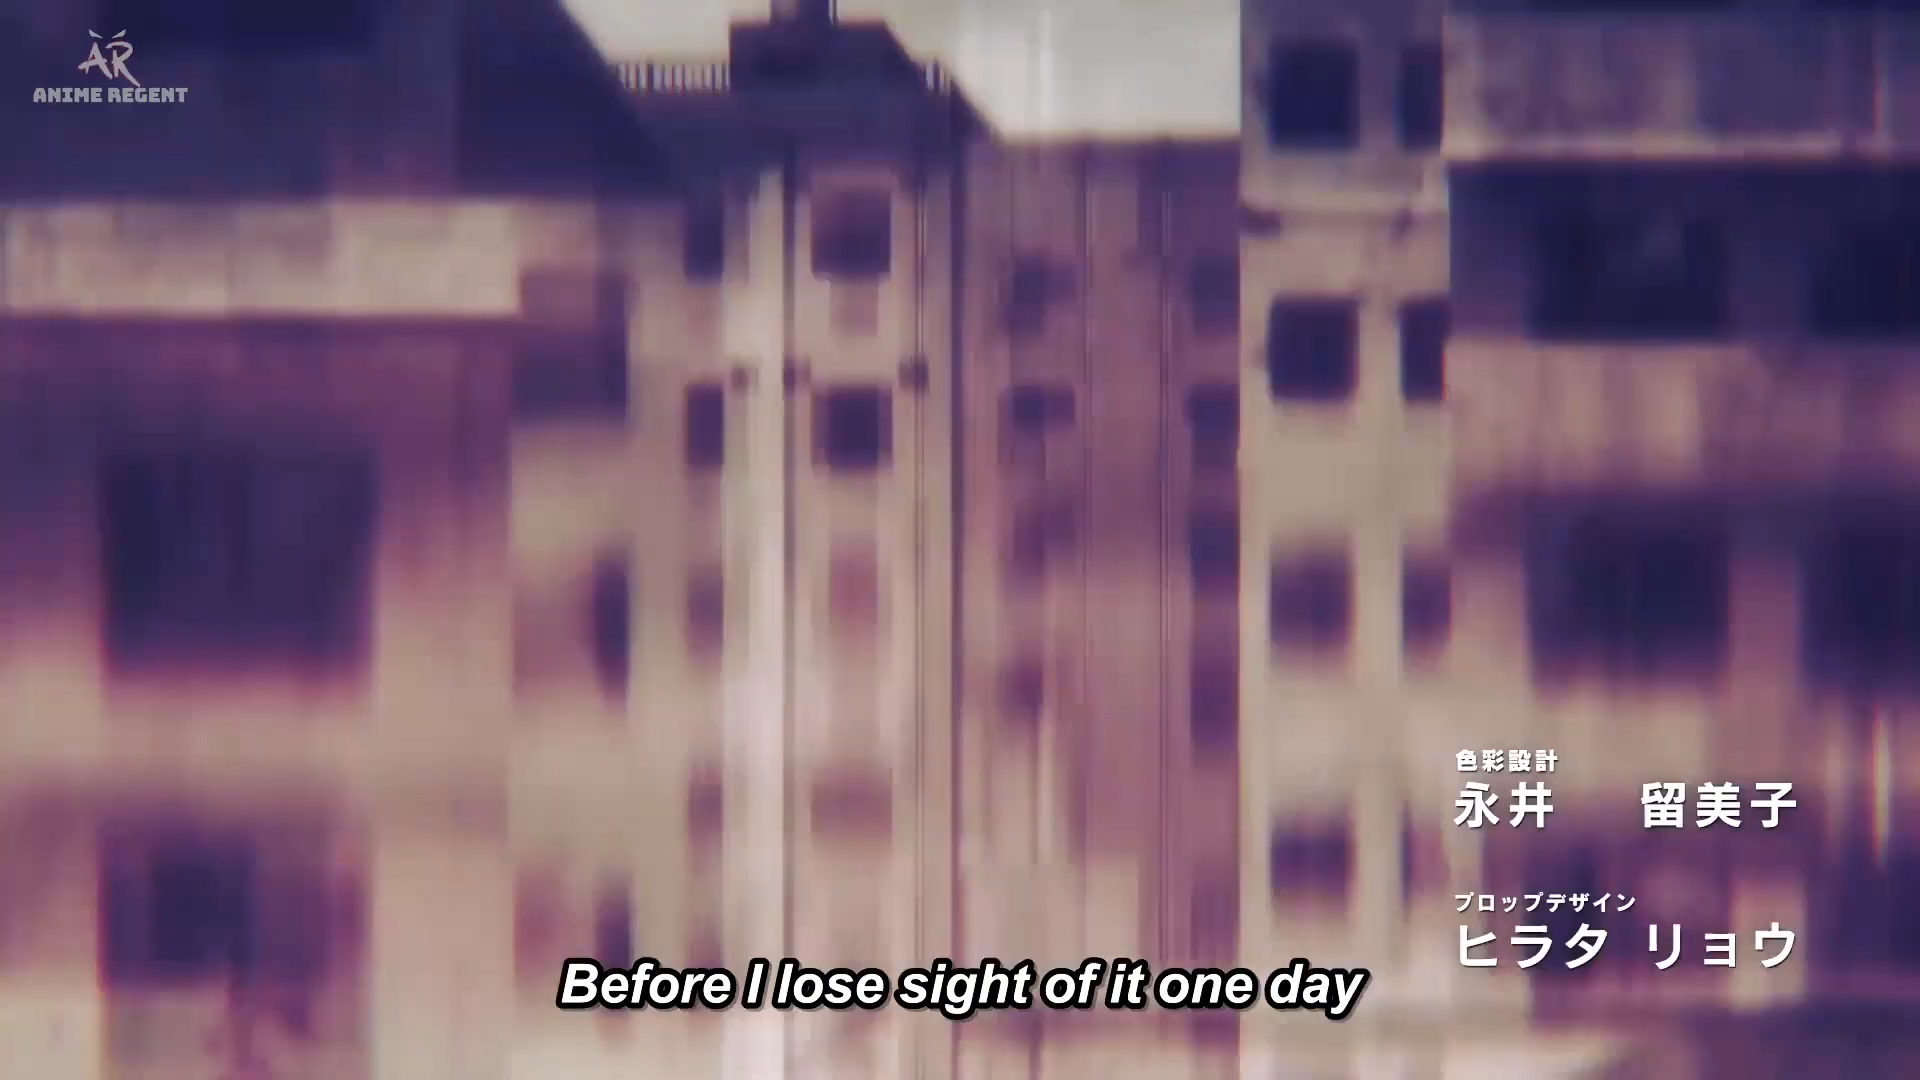 AR
ANIME REGENT
色彩設計
永井 留美子
プロップデザイン
ヒラタ リョウ
Before I lose sight of it one day